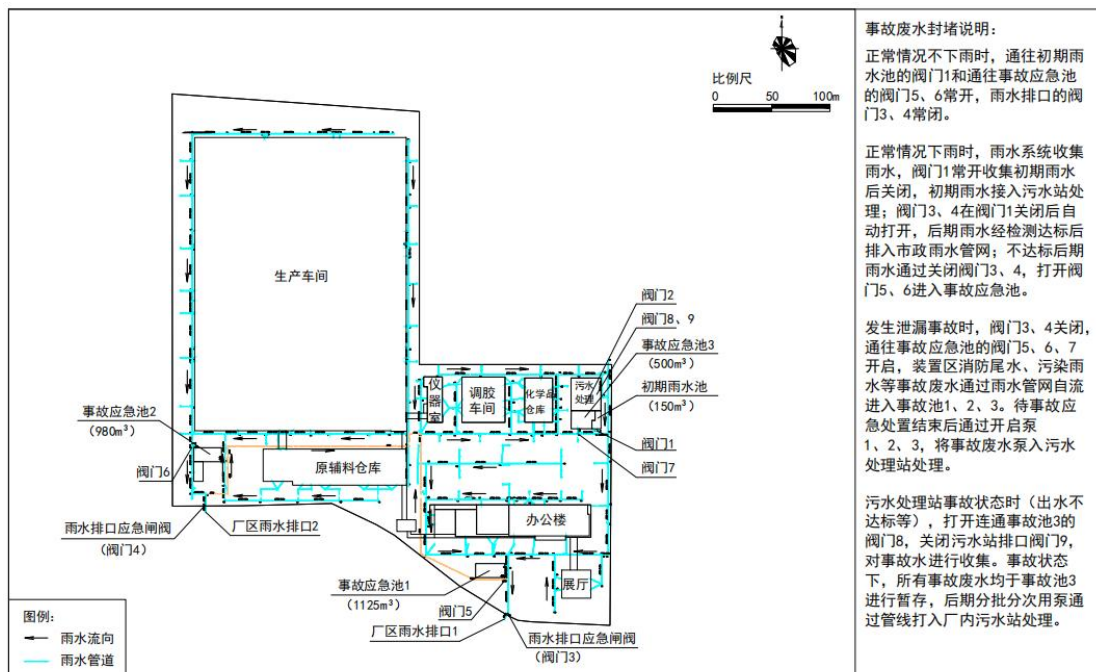 比例尺
0 50 100m
生产车间
仪器室
调胶车间
化学品仓库
污水处理
阀门2
阀门8、9
事故应急池3
（500m³）
初期雨水池
（150m³）
阀门1
阀门7
事故应急池2
（980m³）
阀门6
原辅料仓库
雨水排口应急闸阀
（阀门4）
厂区雨水排口2
办公楼
展厅
事故应急池1
（1125m³）
阀门5
厂区雨水排口1
雨水排口应急闸阀
（阀门3）
图例：
雨水流向
雨水管道
事故废水封堵说明：
正常情况不下雨时，通往初期雨
水池的阀门1和通往事故应急池
的阀门5、6常开，雨水排口的阀
门3、4常闭。
正常情况下雨时，雨水系统收集
雨水，阀门1常开收集初期雨水
后关闭，初期雨水接入污水站处
理；阀门3、4在阀门1关闭后自
动打开，后期雨水经检测达标后
排入市政雨水管网；不达标后期
雨水通过关闭阀门3、4，打开阀
门5、6进入事故应急池。
发生泄漏事故时，阀门3、4关闭，
通往事故应急池的阀门5、6、7
开启，装置区消防尾水、污染雨
水等事故废水通过雨水管网自流
进入事故池1、2、3。待事故应
急处置结束后通过开启泵
1、2、3，将事故废水泵入污水
处理站处理。
污水处理站事故状态时（出水不
达标等），打开连通事故池3的
阀门8，关闭污水站排口阀门9，
对事故水进行收集。事故状态
下，所有事故废水均于事故池3
进行暂存，后期分批分次用泵通
过管线打入厂内污水站处理。